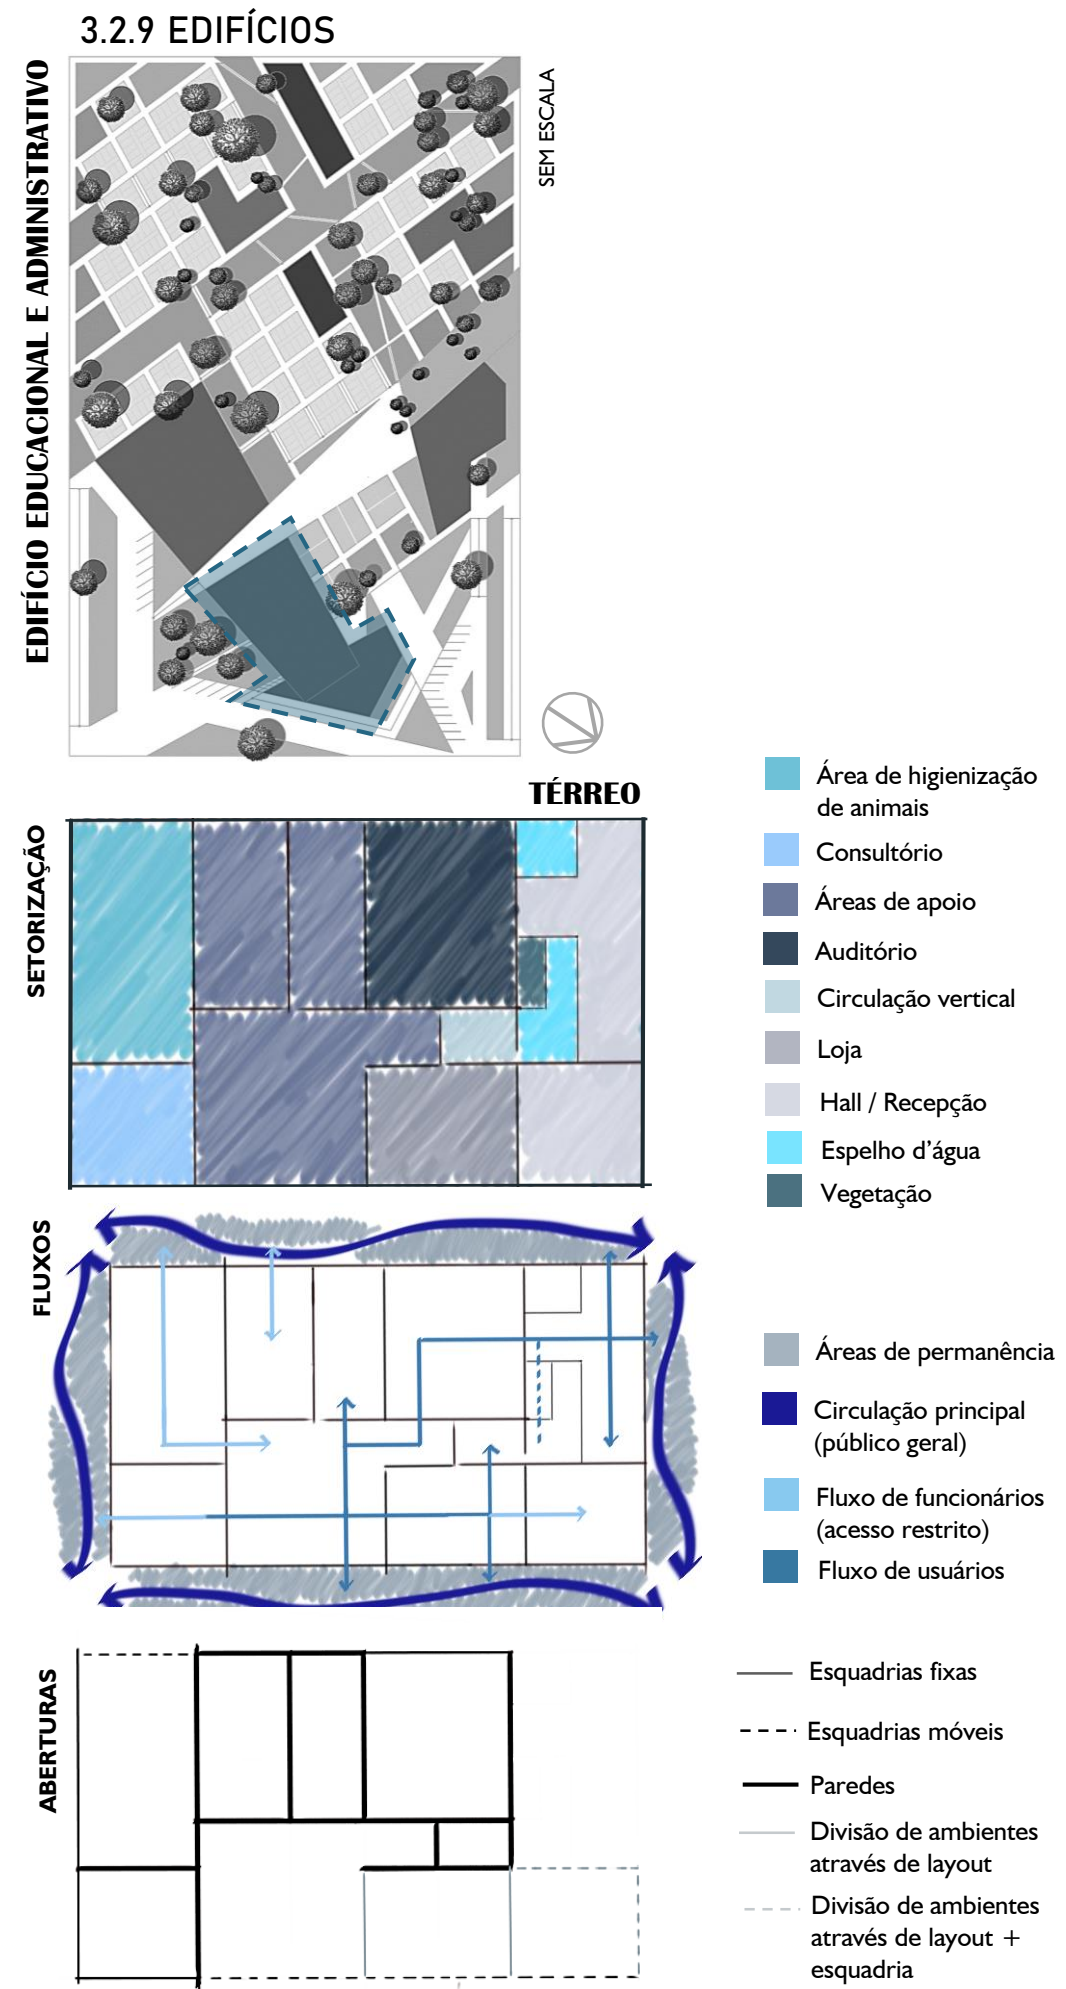 3.2.9 EDIFÍCIOS
EDIFÍCIO EDUCACIONAL E ADMINISTRATIVO
SEM ESCALA
TÉRREO
SETORIZAÇÃO
Área de higienização
de animais
Consultório
Áreas de apoio
Auditório
Circulação vertical
Loja
Hall / Recepção
Espelho d'água
Vegetação
FLUXOS
Áreas de permanência
Circulação principal
(público geral)
Fluxo de funcionários
(acesso restrito)
Fluxo de usuários
ABERTURAS
Esquadrias fixas
Esquadrias móveis
Paredes
Divisão de ambientes
através de layout
Divisão de ambientes
através de layout +
esquadria